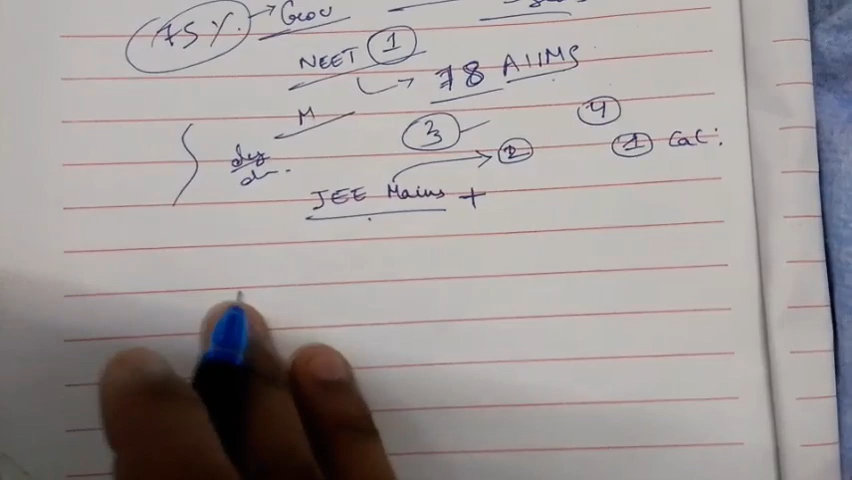 75%. → Gov
NEET 1
78 AIIMS
M
3 4
dy/dx. 2 1 Cal:
JEE Mains +